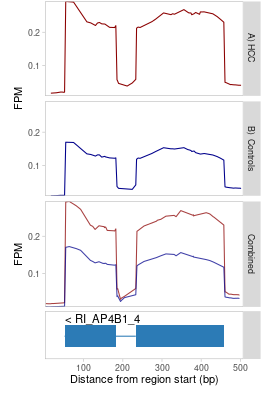 0.2
0.1
A) HCC
FPM
0.2
0.1
B) Controls
0.2
0.1
FPM
Combined
< RI_AP4B1_4
100 200 300 400 500
Distance from region start (bp)